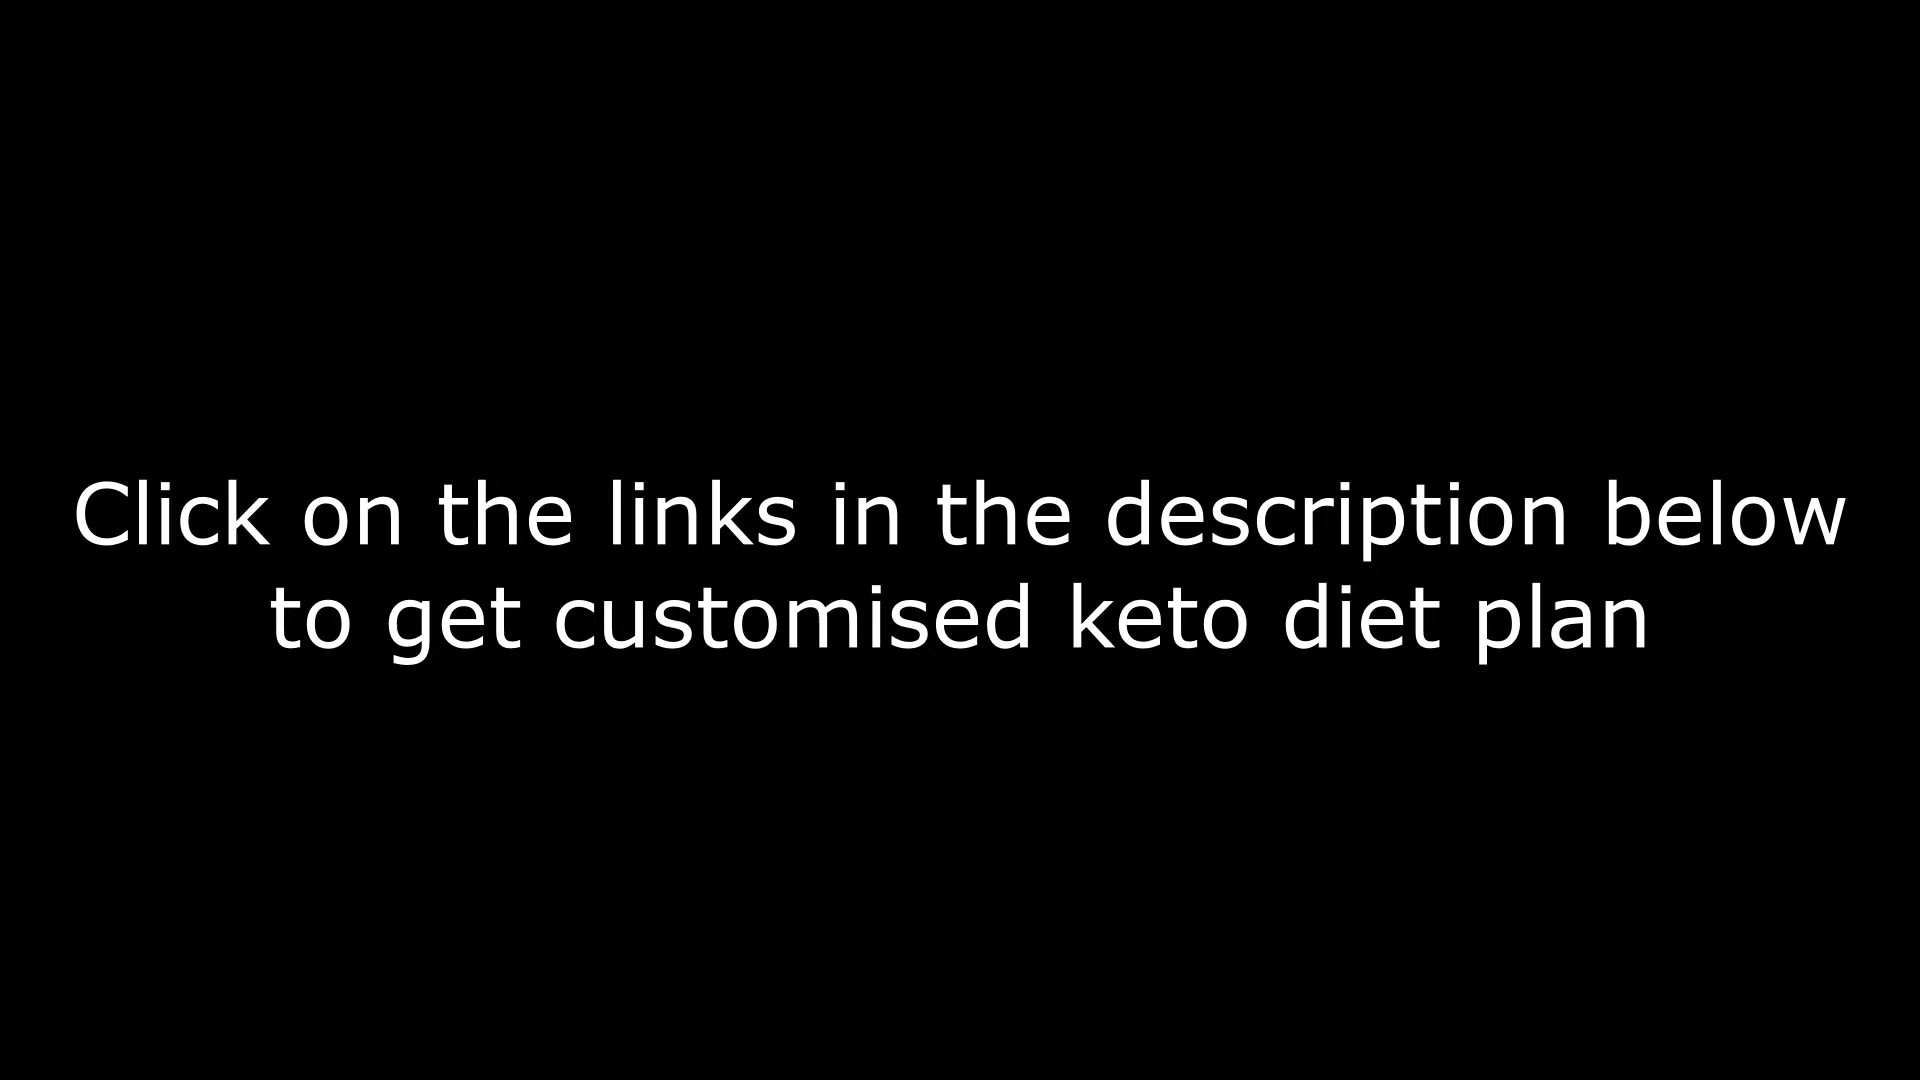 Click on the links in the description below
to get customised keto diet plan